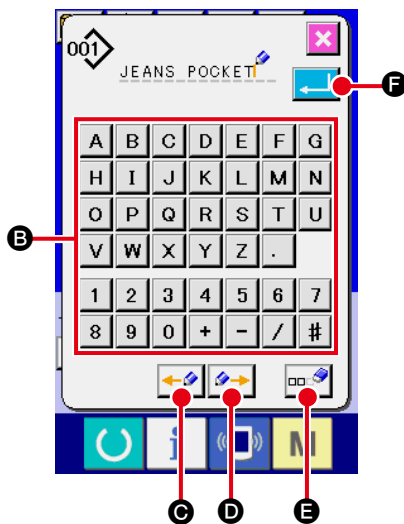 001
JEANS POCKET
F
A B C D E F G
H I J K L M N
O P Q R S T U
B
V W X Y Z .
1 2 3 4 5 6 7
8 9 0 + - / #
i M
C D E